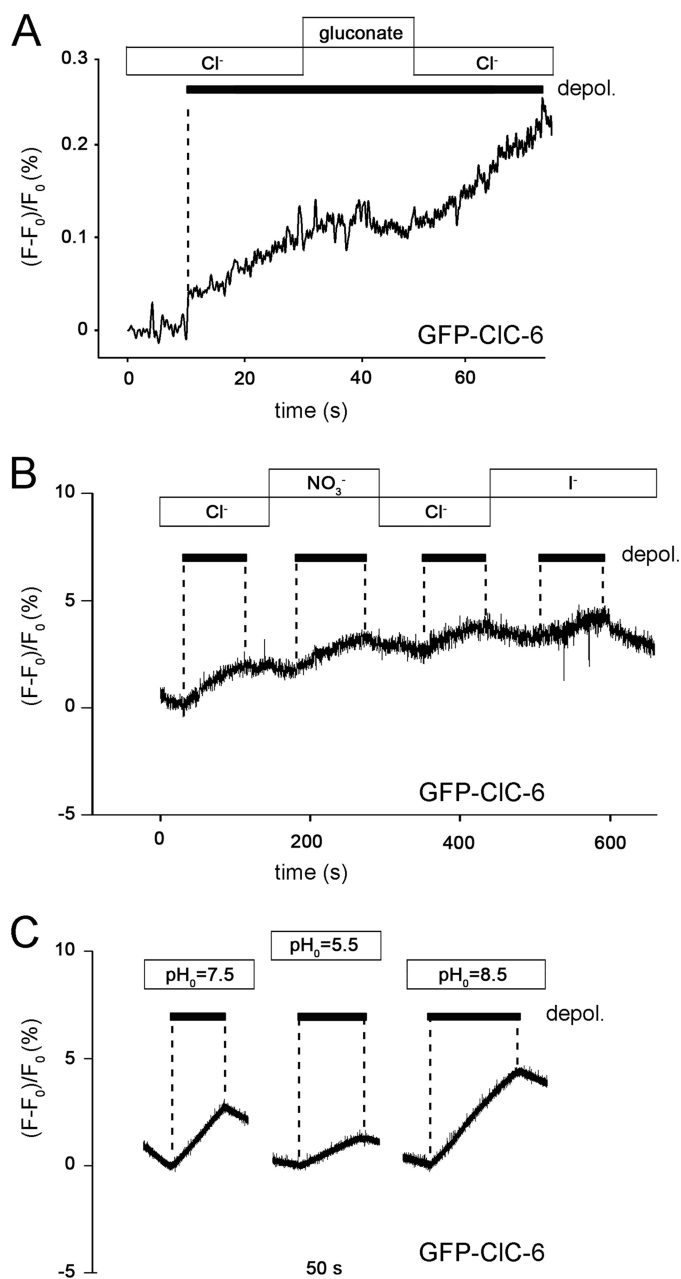 A
gluconate
Cl⁻ Cl⁻
depol.
0.3
0.2
0.1
0
(F-F₀)/F₀ (%)
GFP-ClC-6
0 20 40 60
time (s)
B
NO₃⁻ I⁻
Cl⁻ Cl⁻
depol.
10
5
0
-5
(F-F₀)/F₀ (%)
GFP-ClC-6
0 200 400 600
time (s)
C
pH₀=5.5
pH₀=7.5 pH₀=8.5
depol.
10
5
0
-5
(F-F₀)/F₀ (%)
GFP-ClC-6
50 s